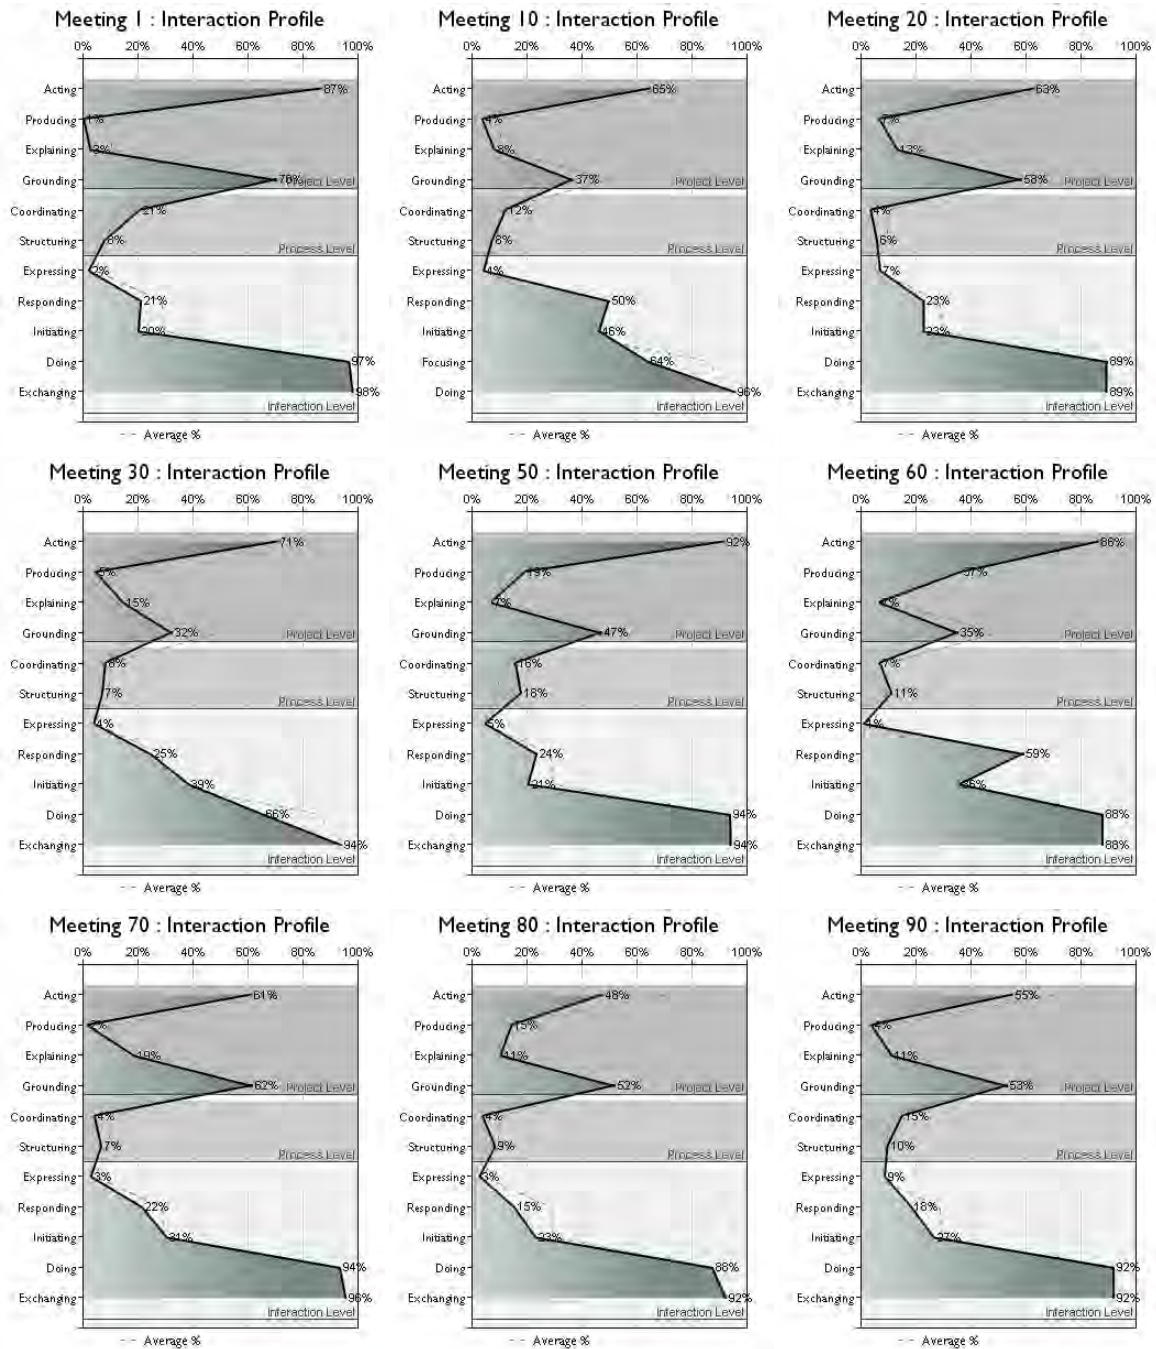 Meeting 1 : Interaction Profile
0% 20% 40% 60% 80% 100%
Acting 87%
Producing 1%
Explaining 3%
Grounding
Project Level
Coordinating 21%
Structuring 8%
Process Level
Expressing 2%
Responding 21%
Initiating 20%
Doing 97%
Exchanging 98%
Interaction Level
Average %
Meeting 10 : Interaction Profile
0% 20% 40% 60% 80% 100%
Acting 65%
Producing 4%
Explaining 8%
Grounding 37%
Project Level
Coordinating 12%
Structuring 8%
Process Level
Expressing 4%
Responding 50%
Initiating 46%
Focusing 64%
Doing 96%
Interaction Level
Average %
Meeting 20 : Interaction Profile
0% 20% 40% 60% 80% 100%
Acting 63%
Producing 7%
Explaining 13%
Grounding 58%
Project Level
Coordinating 4%
Structuring 6%
Process Level
Expressing 7%
Responding 23%
Initiating 23%
Doing 89%
Exchanging 89%
Interaction Level
Average %
Meeting 30 : Interaction Profile
0% 20% 40% 60% 80% 100%
Acting 71%
Producing 5%
Explaining 15%
Grounding 32%
Project Level
Coordinating 8%
Structuring 7%
Process Level
Expressing 4%
Responding 25%
Initiating 39%
Doing 66%
Exchanging 94%
Interaction Level
Average %
Meeting 50 : Interaction Profile
0% 20% 40% 60% 80% 100%
Acting 92%
Producing 19%
Explaining 7%
Grounding 47%
Project Level
Coordinating 16%
Structuring 18%
Process Level
Expressing 5%
Responding 24%
Initiating 21%
Doing 94%
Exchanging 94%
Interaction Level
Average %
Meeting 60 : Interaction Profile
0% 20% 40% 60% 80% 100%
Acting 86%
Producing 37%
Explaining 7%
Grounding 35%
Project Level
Coordinating 7%
Structuring 11%
Process Level
Expressing 1%
Responding 59%
Initiating 36%
Doing 88%
Exchanging 88%
Interaction Level
Average %
Meeting 70 : Interaction Profile
0% 20% 40% 60% 80% 100%
Acting 61%
Producing
Explaining 19%
Grounding 62%
Project Level
Coordinating 4%
Structuring 7%
Process Level
Expressing 3%
Responding 22%
Initiating 31%
Doing 94%
Exchanging 96%
Interaction Level
Average %
Meeting 80 : Interaction Profile
0% 20% 40% 60% 80% 100%
Acting 48%
Producing 15%
Explaining 11%
Grounding 52%
Project Level
Coordinating 4%
Structuring 9%
Process Level
Expressing 3%
Responding 15%
Initiating 23%
Doing 88%
Exchanging 92%
Interaction Level
Average %
Meeting 90 : Interaction Profile
0% 20% 40% 60% 80% 100%
Acting 55%
Producing 4%
Explaining 11%
Grounding 53%
Project Level
Coordinating 15%
Structuring 10%
Process Level
Expressing 9%
Responding 18%
Initiating 27%
Doing 92%
Exchanging 92%
Interaction Level
Average %